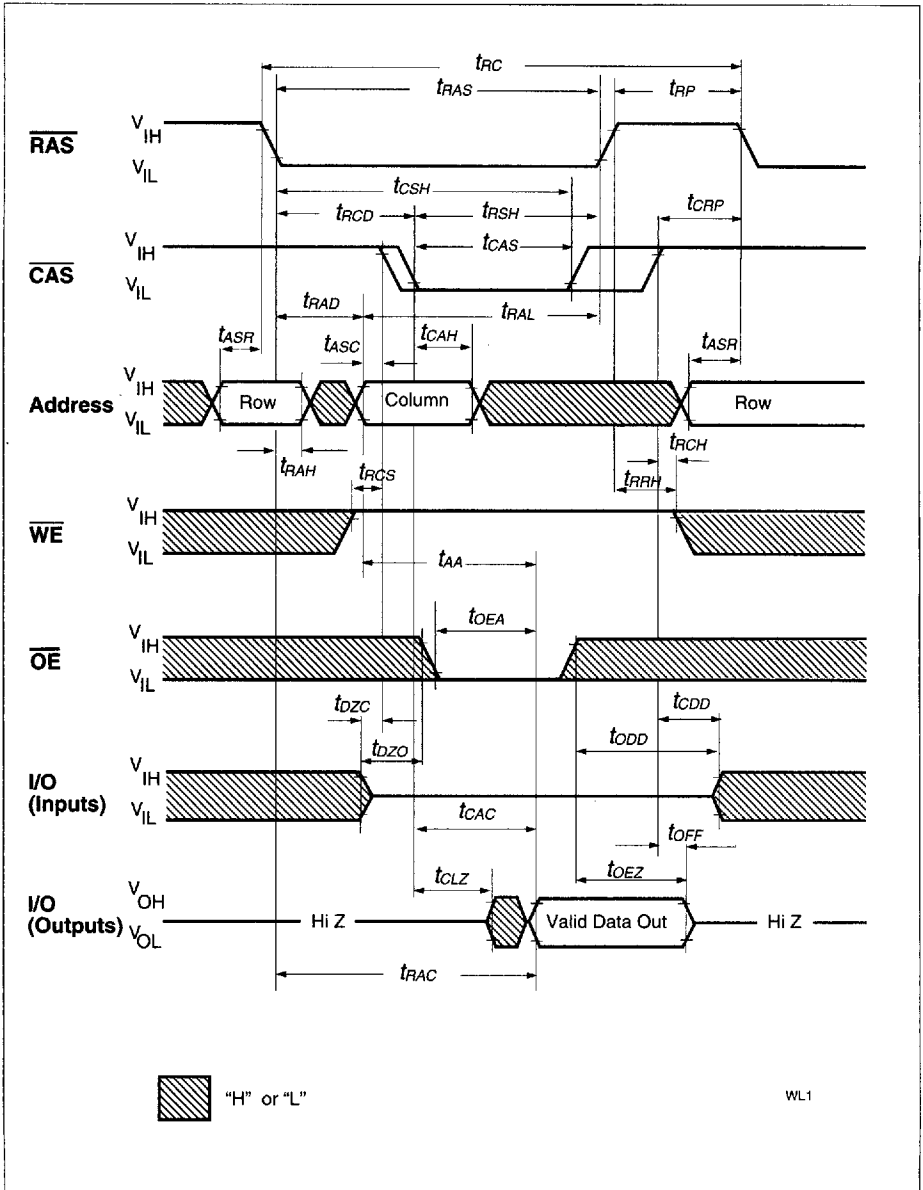 tRC
tRAS
tRP
RAS
VIH
VIL
tCSH
tRCD
tRSH
tCRP
tCAS
CAS
VIH
VIL
tRAD
tRAL
tASR
tASC
tCAH
tASR
Address
VIH
VIL
Row
Column
Row
tRAH
tRCS
tRCH
tRRH
WE
VIH
VIL
tAA
tOEA
OE
VIH
VIL
tDZC
tCDD
tDZO
tODD
I/O
(Inputs)
VIH
VIL
tCAC
tOFF
tCLZ
tOEZ
I/O
(Outputs)
VOH
VOL
Hi Z
Valid Data Out
Hi Z
tRAC
"H" or "L"
WL1